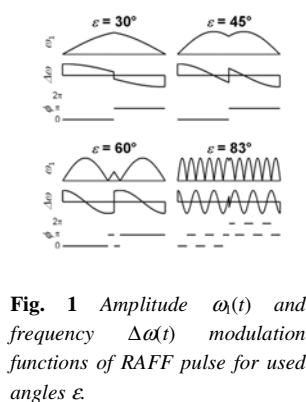 ε = 30° ε = 45°
ω₁
Δω
2π
ϕ π
0
ε = 60° ε = 83°
ω₁
Δω
2π
ϕ π
0
Fig. 1 Amplitude ω₁(t) and
frequency Δω(t) modulation
functions of RAFF pulse for used
angles ε.